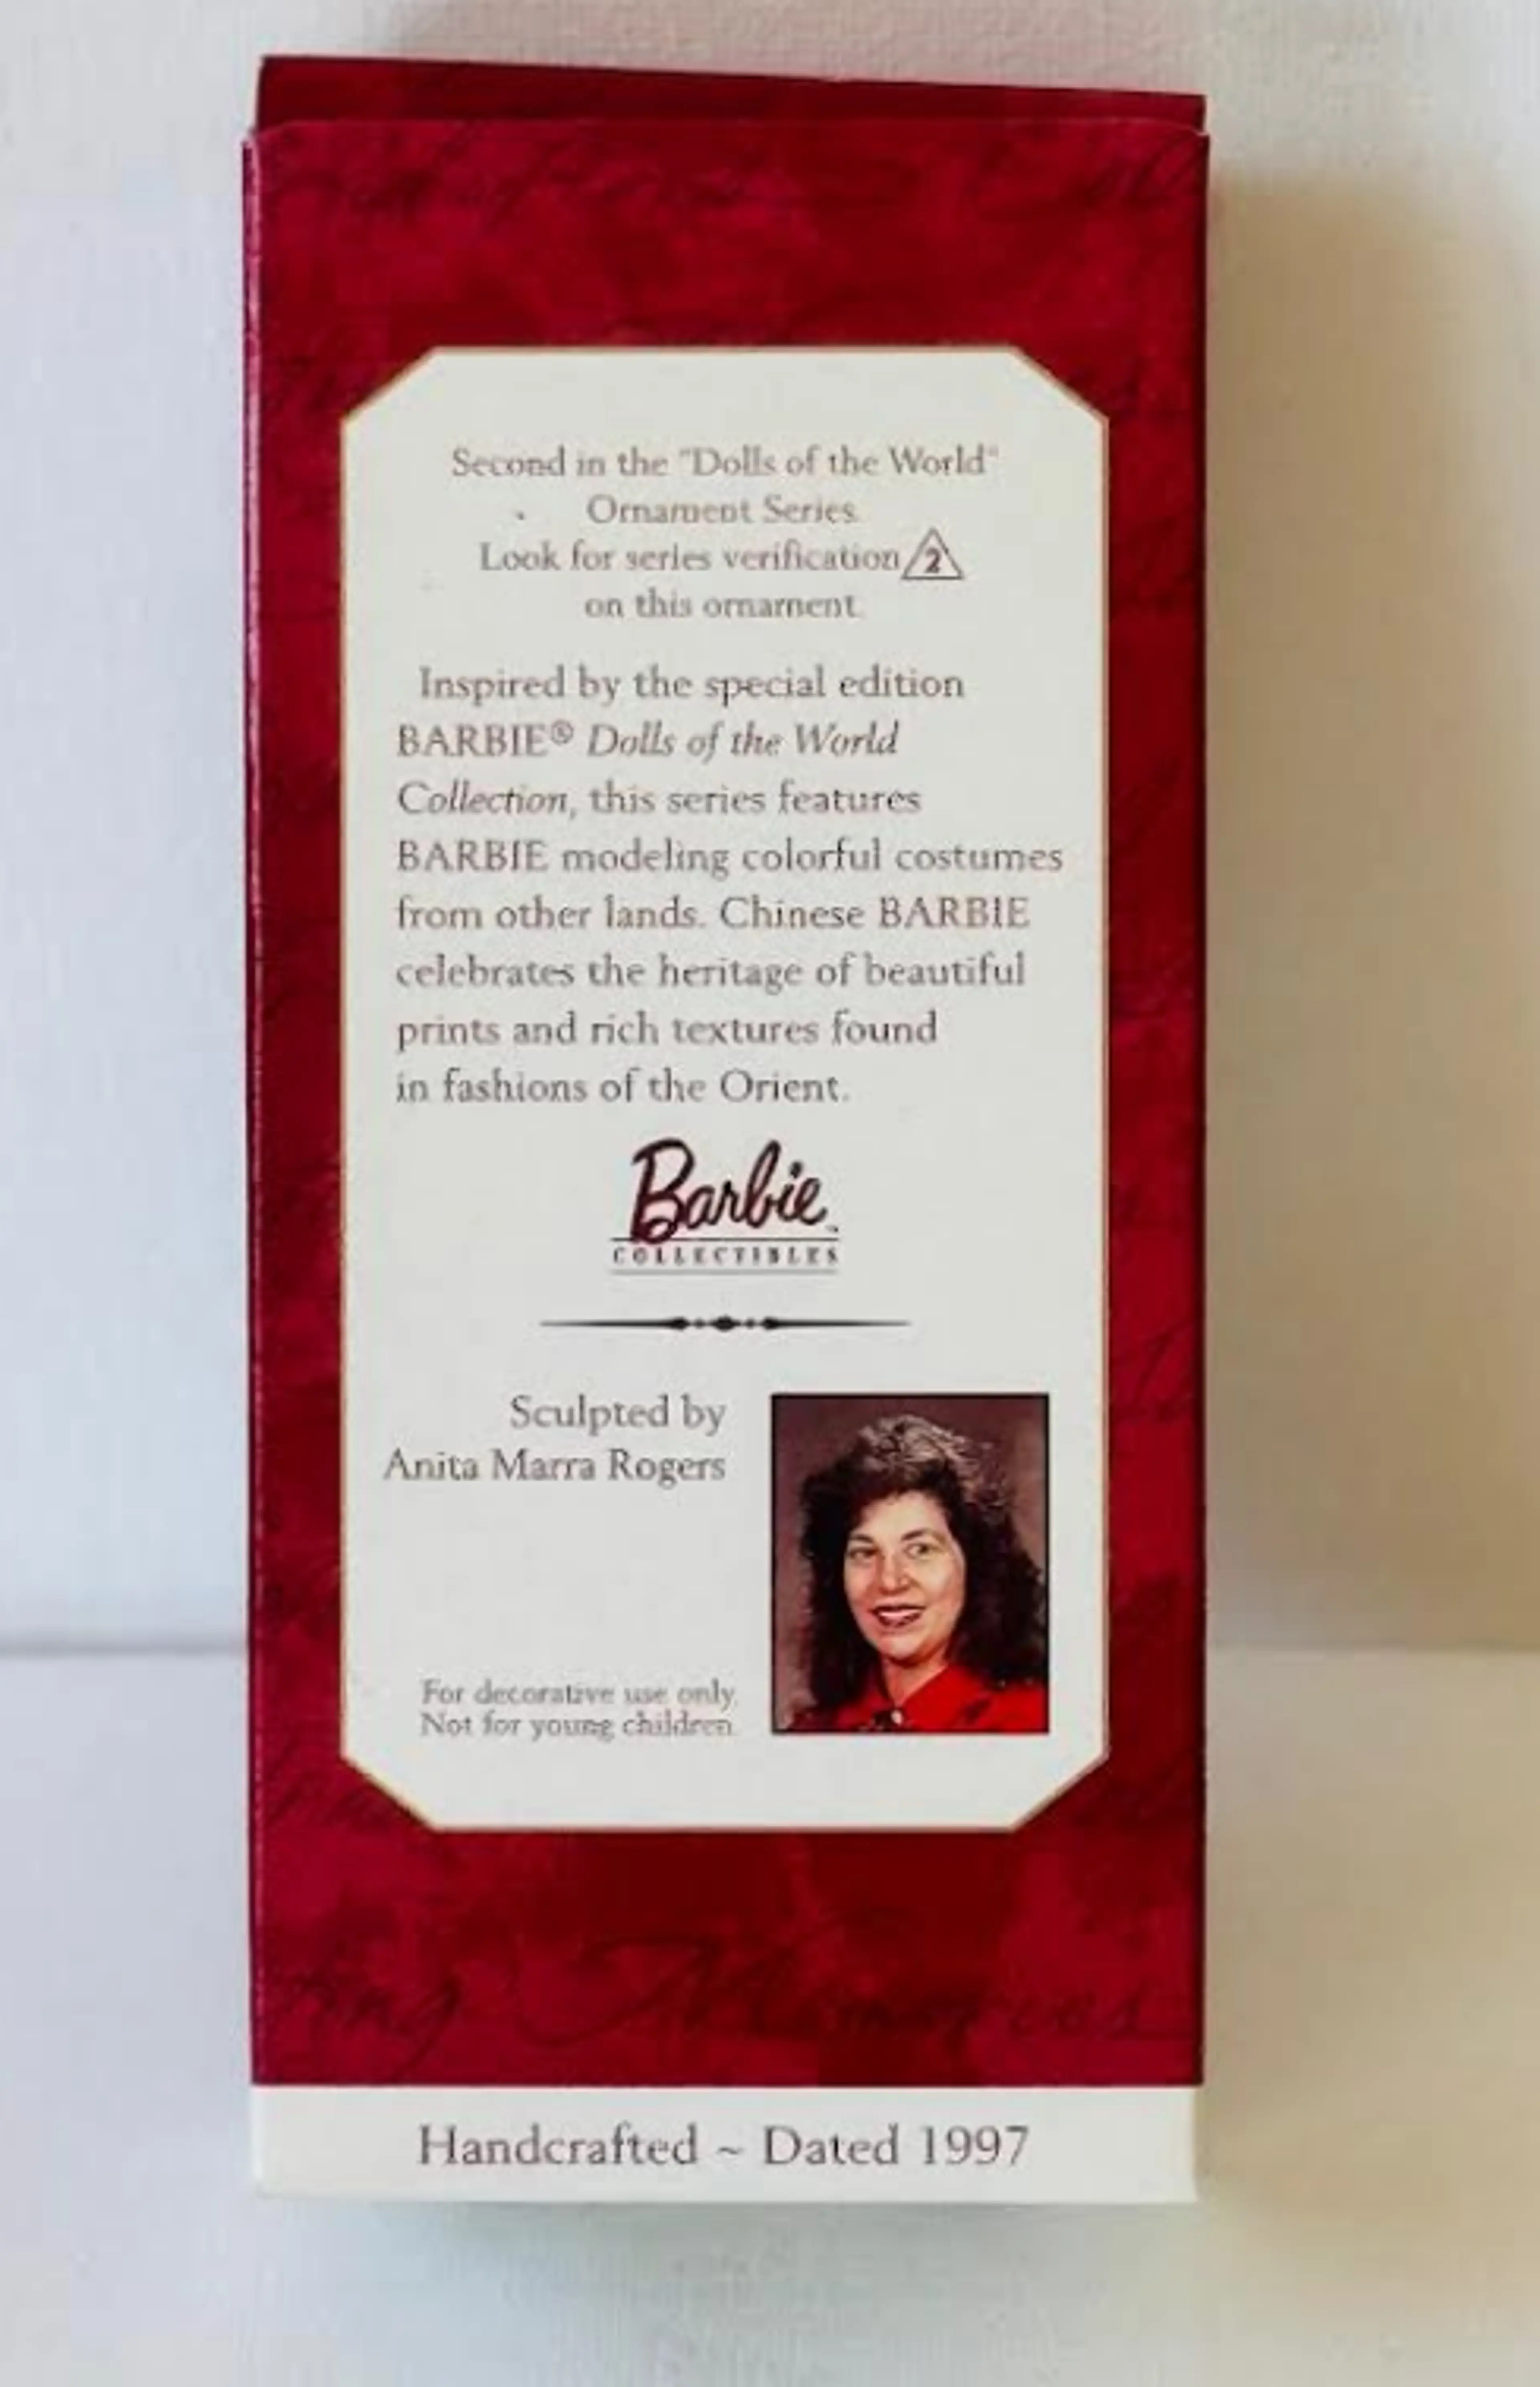 Second in the "Dolls of the World"
Ornament Series.
Look for series verification 2
on this ornament.
Inspired by the special edition
BARBIE® Dolls of the World
Collection, this series features
BARBIE modeling colorful costumes
from other lands. Chinese BARBIE
celebrates the heritage of beautiful
prints and rich textures found
in fashions of the Orient.
Barbie™
COLLECTIBLES
Sculpted by
Anita Marra Rogers
For decorative use only.
Not for young children.
Memories
Handcrafted ~ Dated 1997